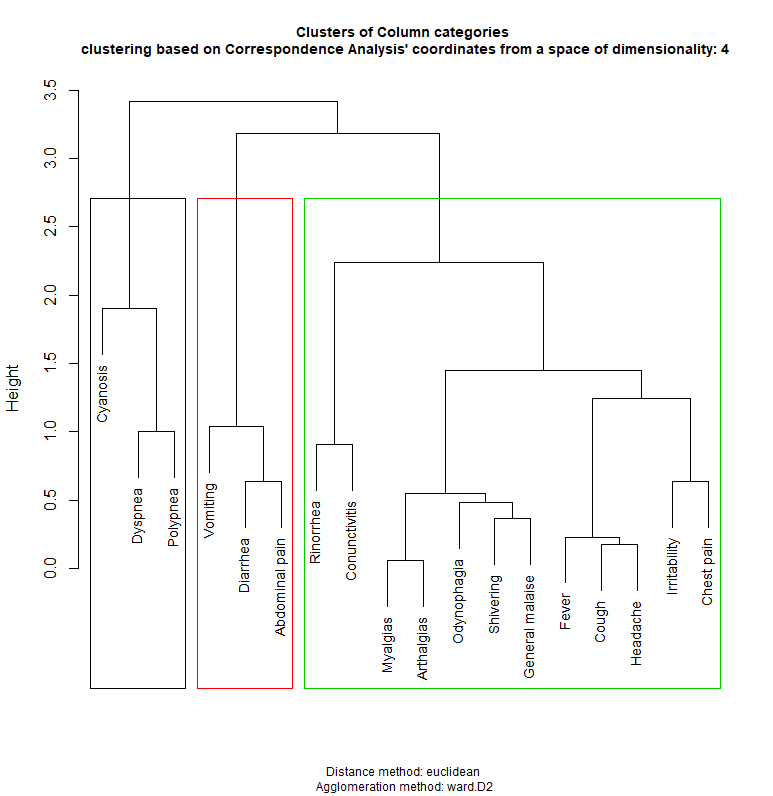 Clusters of Column categories
clustering based on Correspondence Analysis' coordinates from a space of dimensionality: 4
Height
3.5
3.0
2.5
2.0
1.5
1.0
0.5
0.0
Cyanosis
Dyspnea
Polypnea
Vomiting
Diarrhea
Abdominal pain
Rinorrhea
Conunctivitis
Myalgias
Arthalgias
Odynophagia
Shivering
General malaise
Fever
Cough
Headache
Irritability
Chest pain
Distance method: euclidean
Agglomeration method: ward.D2